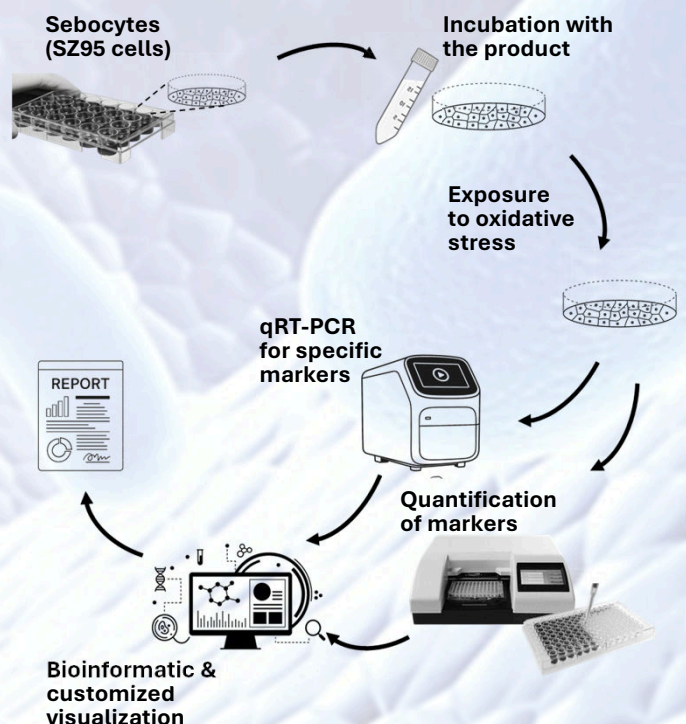 Sebocytes
(SZ95 cells)
Incubation with
the product
Exposure
to oxidative
stress
qRT-PCR
for specific
markers
REPORT
Quantification
of markers
Bioinformatic &
customized
visualization